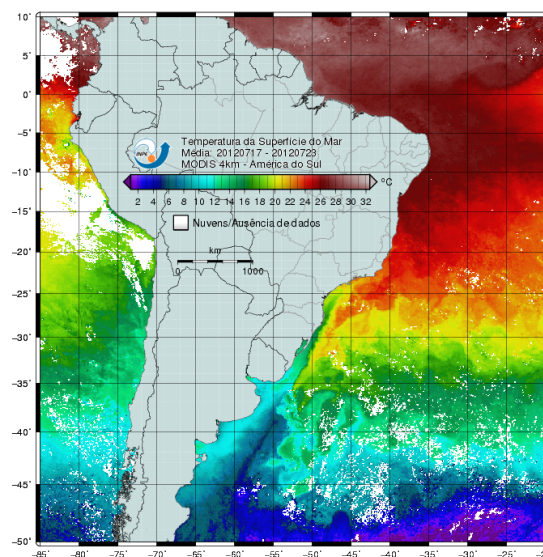 10°
5°
0°
−5°
−10°
−15°
−20°
−25°
−30°
−35°
−40°
−45°
−50°
INPE
Temperatura da Superfície do Mar
Média: 20120717 - 20120723
MODIS 4km - América do Sul
°C
2 4 6 8 10 12 14 16 18 20 22 24 26 28 30 32
Nuvens/Ausência de dados
km
0 1000
−85° −80° −75° −70° −65° −60° −55° −50° −45° −40° −35° −30° −25°